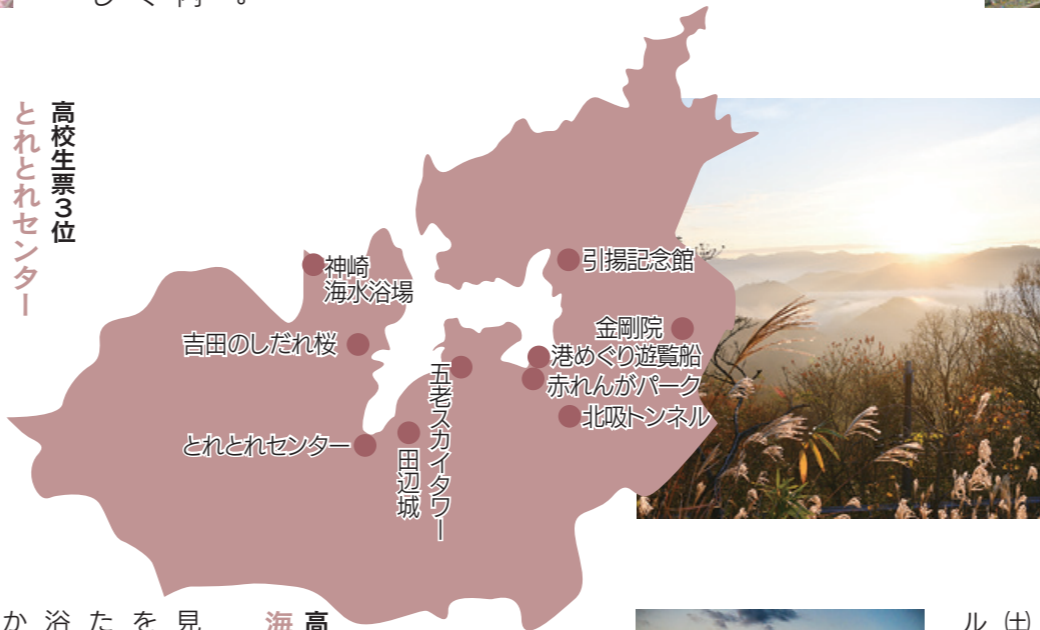 高校生票3位
とれとれセンター
神崎
海水浴場
吉田のしだれ桜
とれとれセンター
田辺城
五老スカイタワー
引揚記念館
金剛院
港めぐり遊覧船
赤れんがパーク
北吸トンネル
高
海
見
を
た
浴
か
㈯
ル